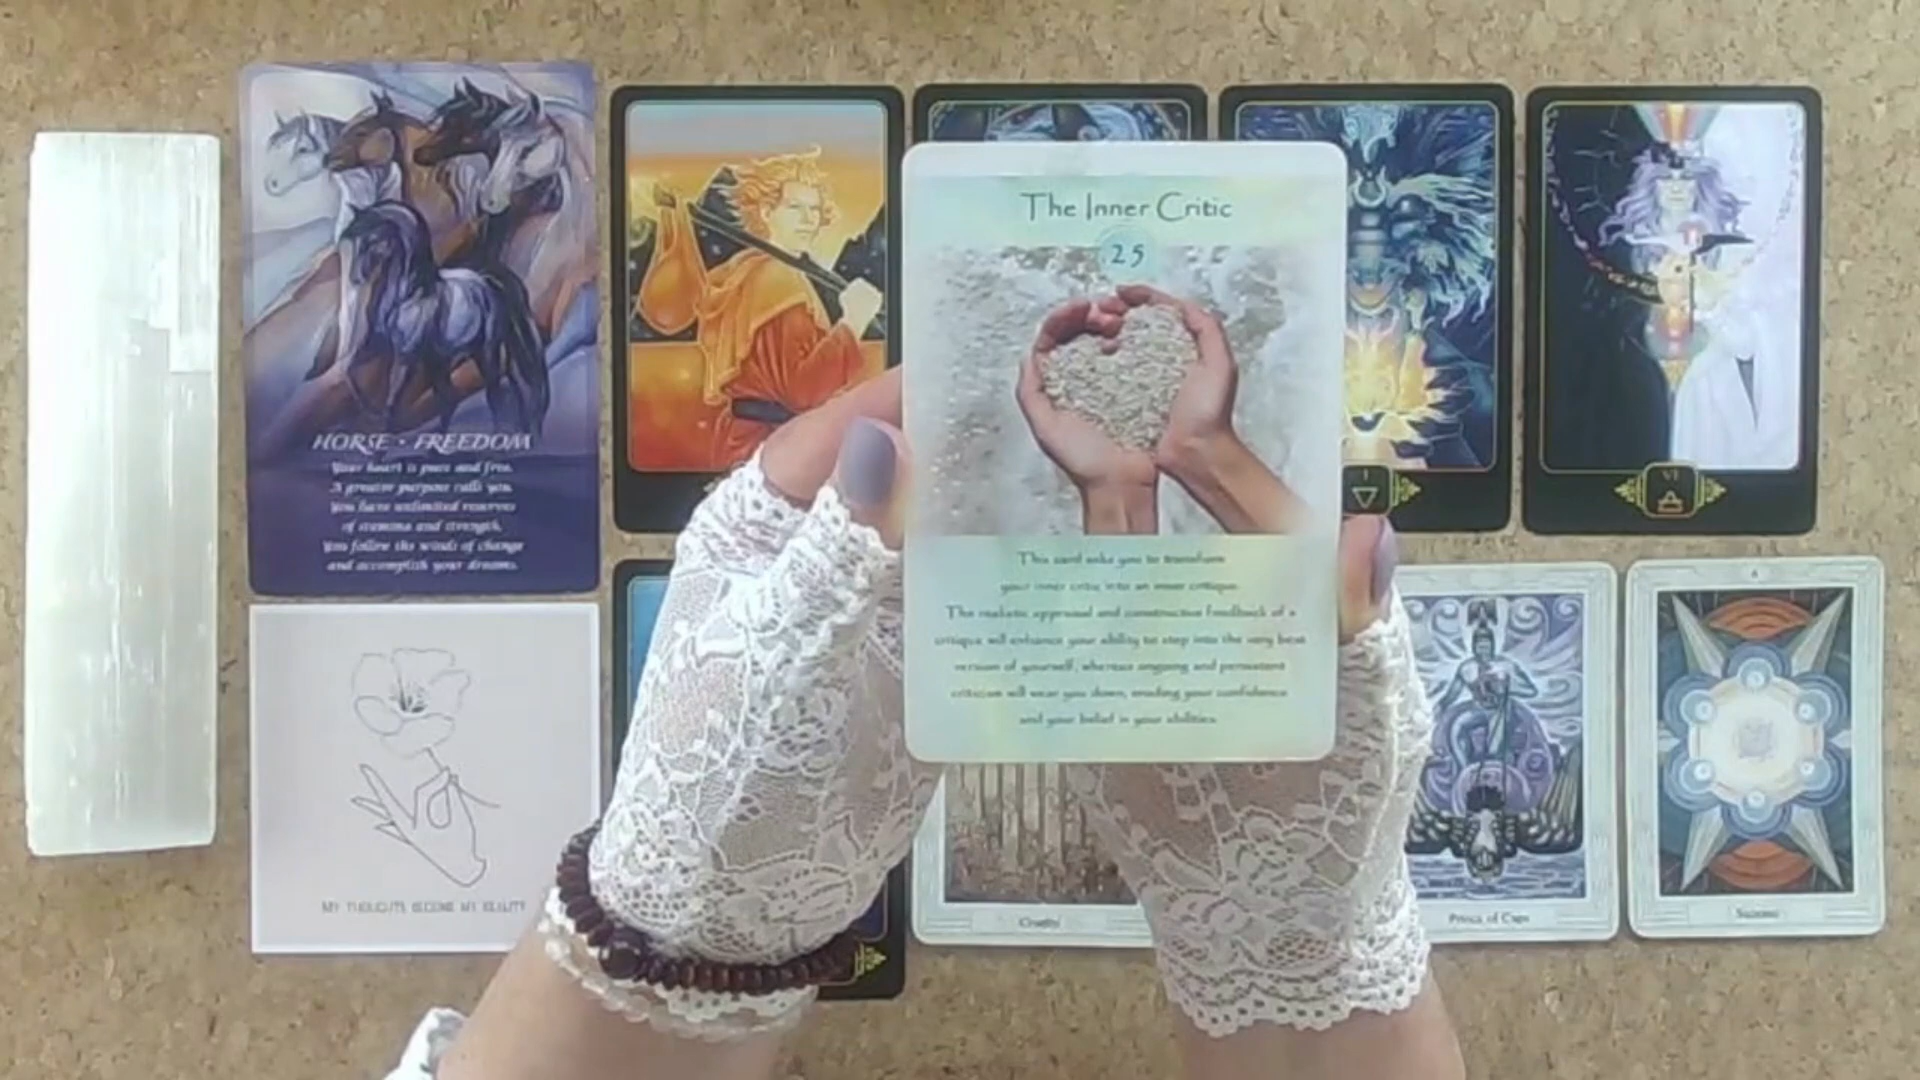 HORSE • FREEDOM
Your heart is pure and free.
A greater purpose calls you.
You have unlimited reserves
of stamina and strength.
You follow the winds of change
and accomplish your dreams.
The Inner Critic
25
This card asks you to transform
your inner critic into an inner critique.
The realistic appraisal and constructive feedback of a
critique will enhance your ability to step into the very best
version of yourself, whereas ongoing and persistent
criticism will wear you down, eroding your confidence
and your belief in your abilities.
I
VI
MY THOUGHTS BECOME MY REALITY
Cruelty
Prince of Cups
6
Science